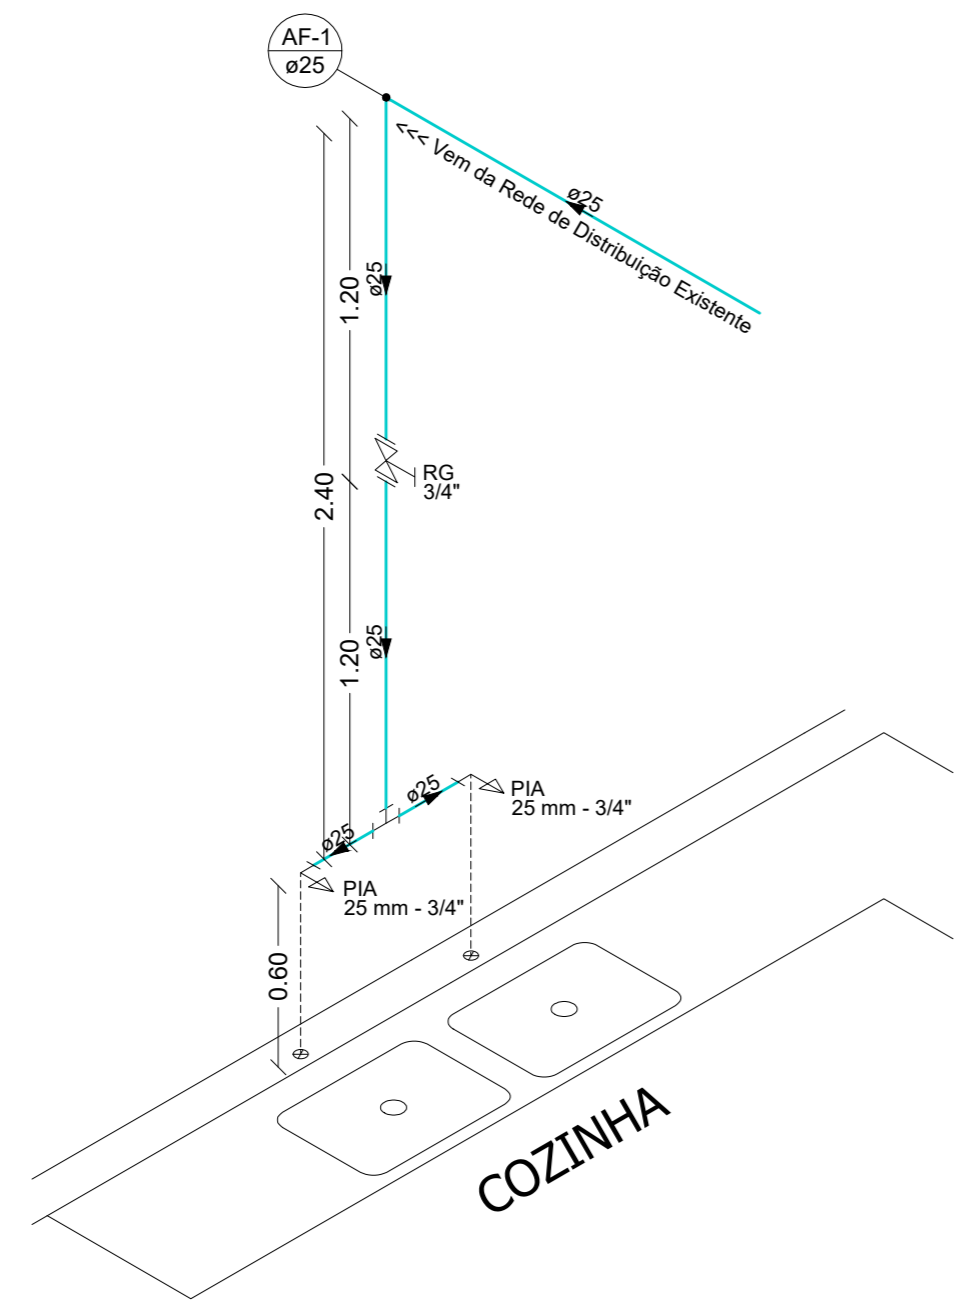 AF-1
ø25
<<< Vem da Rede de Distribuição Existente
ø25
1.20
ø25
2.40
RG
3/4"
1.20
ø25
ø25
PIA
25 mm - 3/4"
ø25
PIA
25 mm - 3/4"
0.60
COZINHA